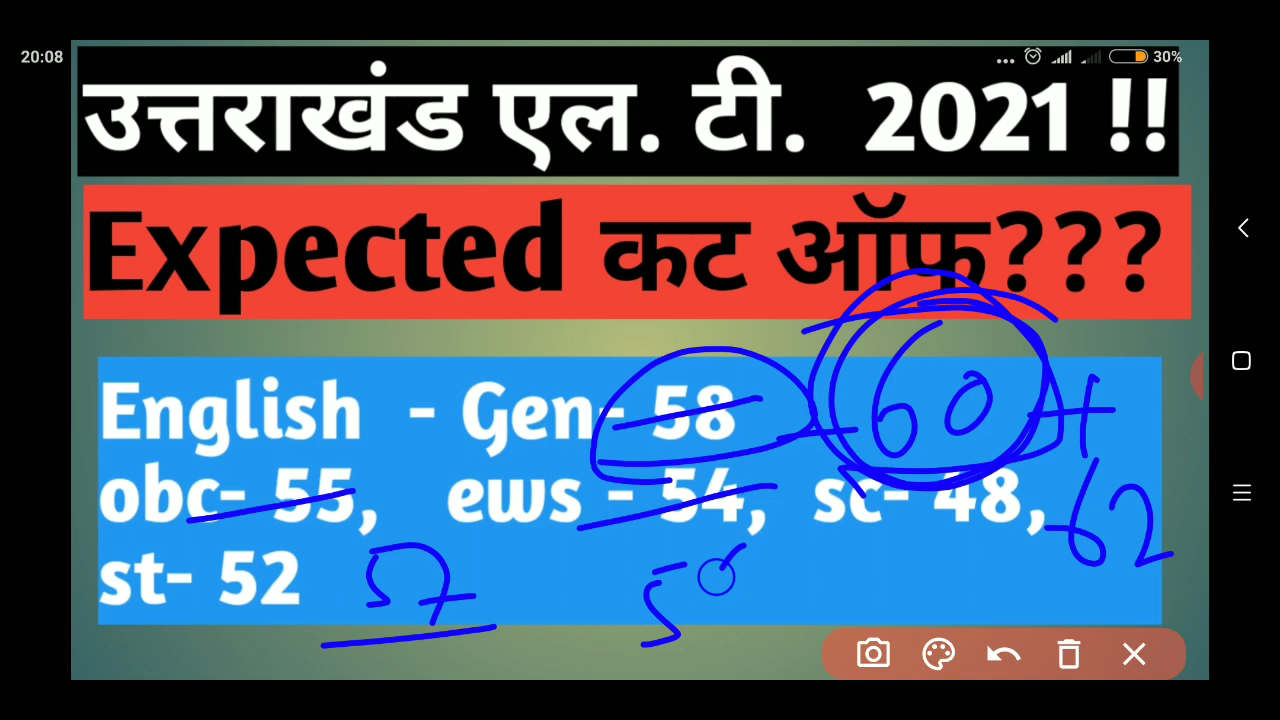 20:08
30%
उत्तराखंड एल. टी. 2021 !!
Expected कट ऑफ???
English - Gen- 58 - 60 +
obc- 55, ews - 54, sc- 48, -62
st- 52 57